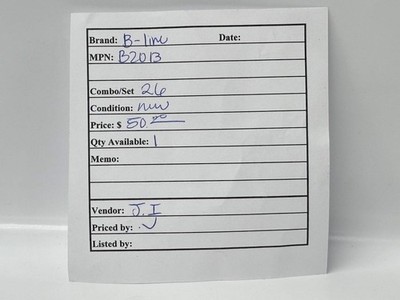 Brand: B-line Date:
MPN: B2013
Combo/Set 26
Condition: new
Price: $ 50.00
Qty Available: 1
Memo:
Vendor: J.I
Priced by: J
Listed by: